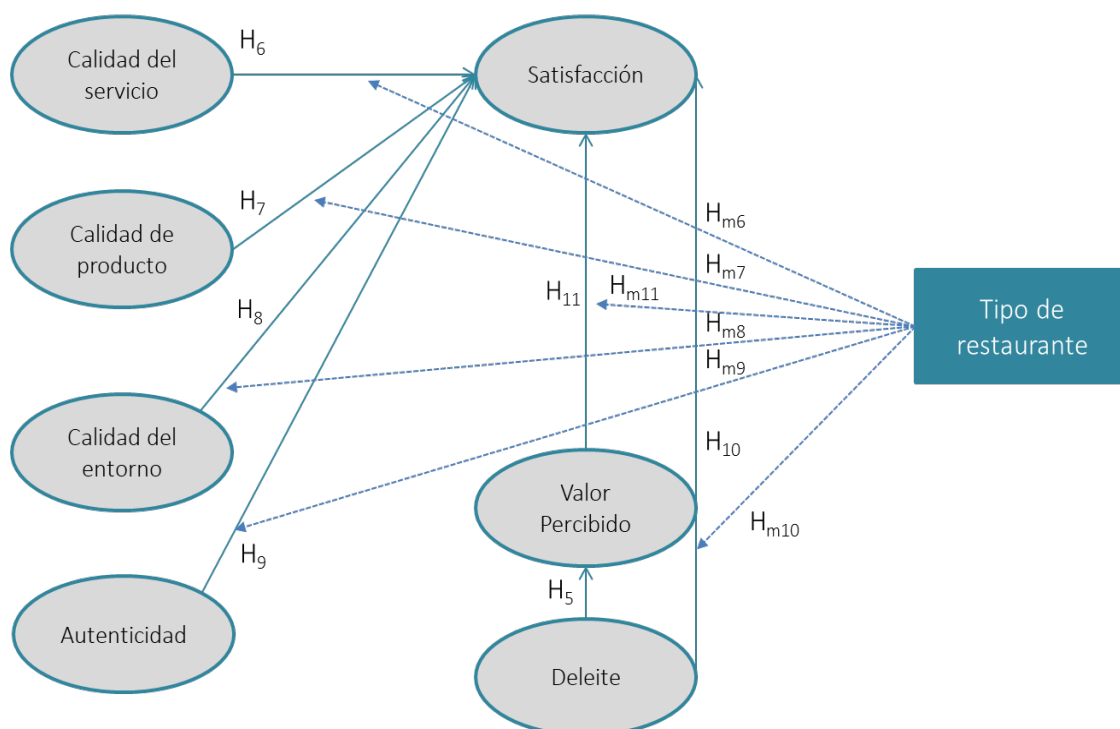 H6
Calidad del
servicio
Satisfacción
H7
Calidad de
producto
Hm6
Hm7
H11
Hm11
H8
Hm8
Hm9
Tipo de
restaurante
Calidad del
entorno
H10
Valor
Percibido
Hm10
H9
H5
Autenticidad
Deleite